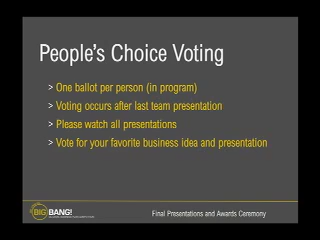 People's Choice Voting
> One ballot per person (in program)
> Voting occurs after last team presentation
> Please watch all presentations
> Vote for your favorite business idea and presentation
BIG BANG!
Final Presentations and Awards Ceremony